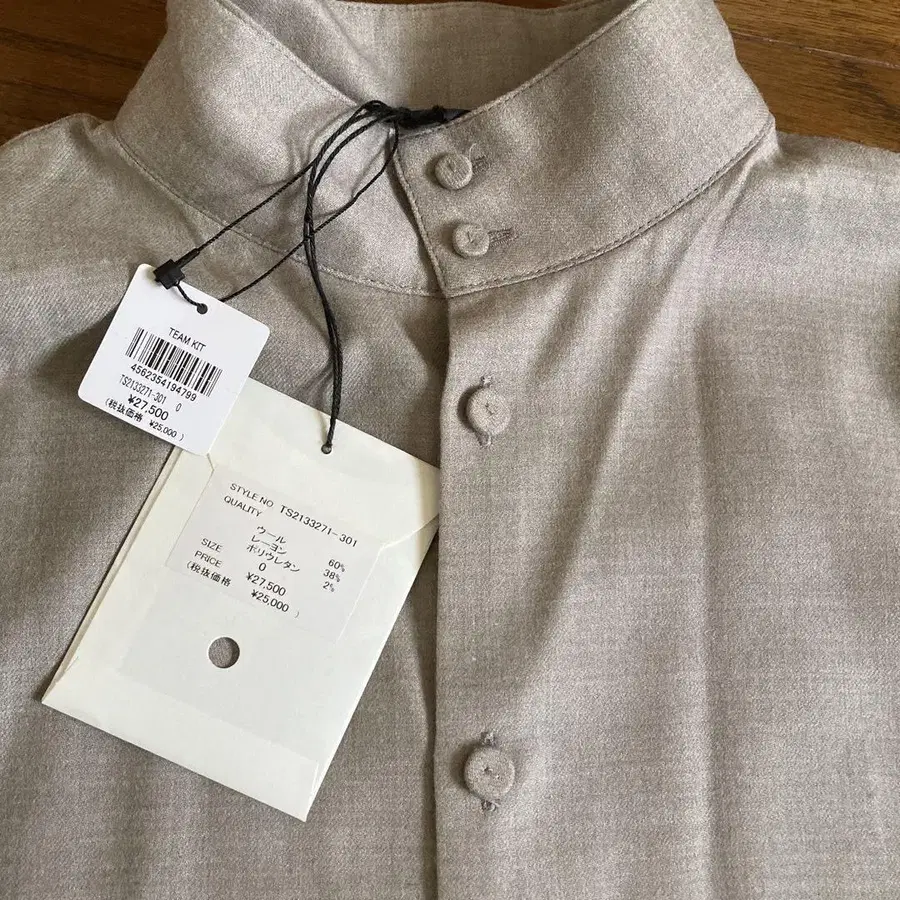 TEAM KIT
4562354194799
TS2133271-301 0
¥27,500
(税抜価格 ¥25,000 )
STYLE NO TS2133271-301
QUALITY
ウール 60%
レーヨン 38%
ポリウレタン 2%
SIZE 0
PRICE ¥27,500
(税抜価格 ¥25,000 )